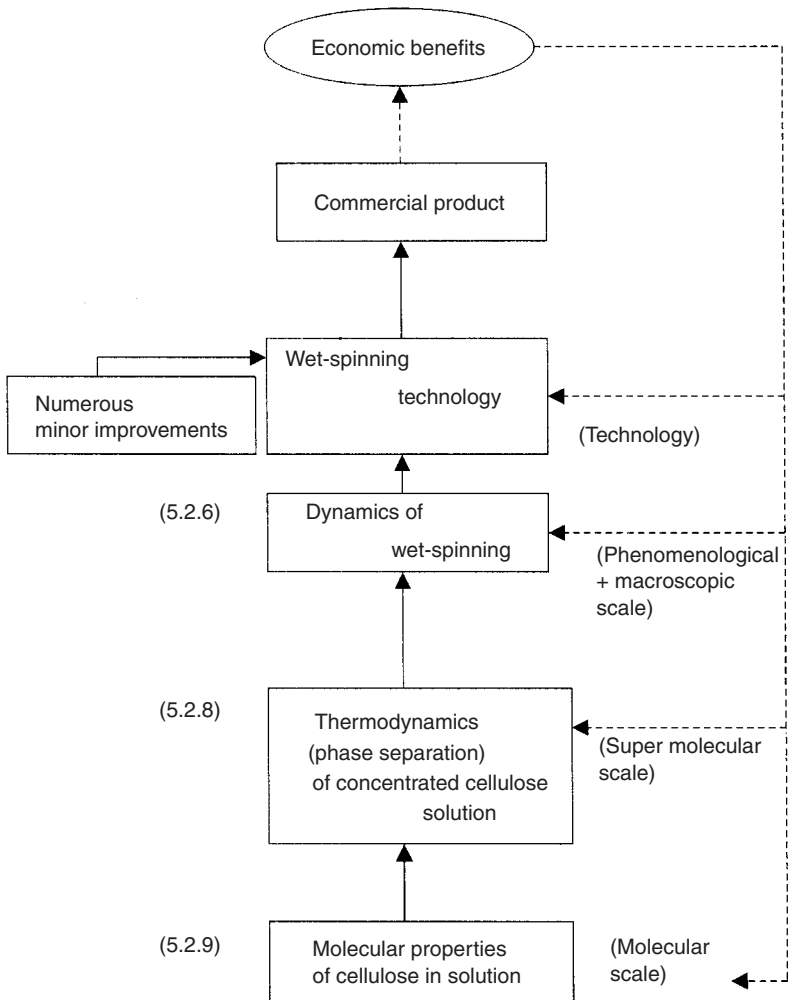 Economic benefits
Commercial product
Wet-spinning
technology
Numerous
minor improvements
(Technology)
(5.2.6)
Dynamics of
wet-spinning
(Phenomenological
+ macroscopic
scale)
(5.2.8)
Thermodynamics
(phase separation)
of concentrated cellulose
solution
(Super molecular
scale)
(5.2.9)
Molecular properties
of cellulose in solution
(Molecular
scale)